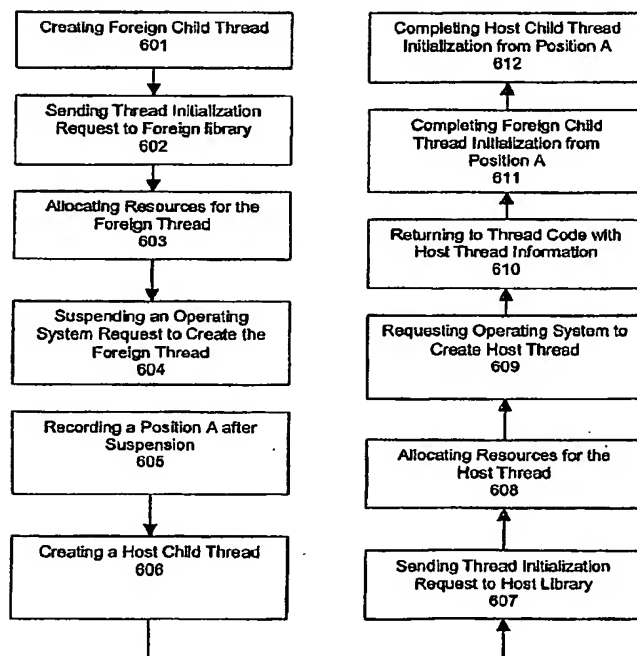 Creating Foreign Child Thread
601
Sending Thread Initialization
Request to Foreign library
602
Allocating Resources for the
Foreign Thread
603
Suspending an Operating
System Request to Create the
Foreign Thread
604
Recording a Position A after
Suspension
605
Creating a Host Child Thread
606
Completing Host Child Thread
Initialization from Position A
612
Completing Foreign Child
Thread Initialization from
Position A
611
Returning to Thread Code with
Host Thread Information
610
Requesting Operating System to
Create Host Thread
609
Allocating Resources for the
Host Thread
608
Sending Thread Initialization
Request to Host Library
607